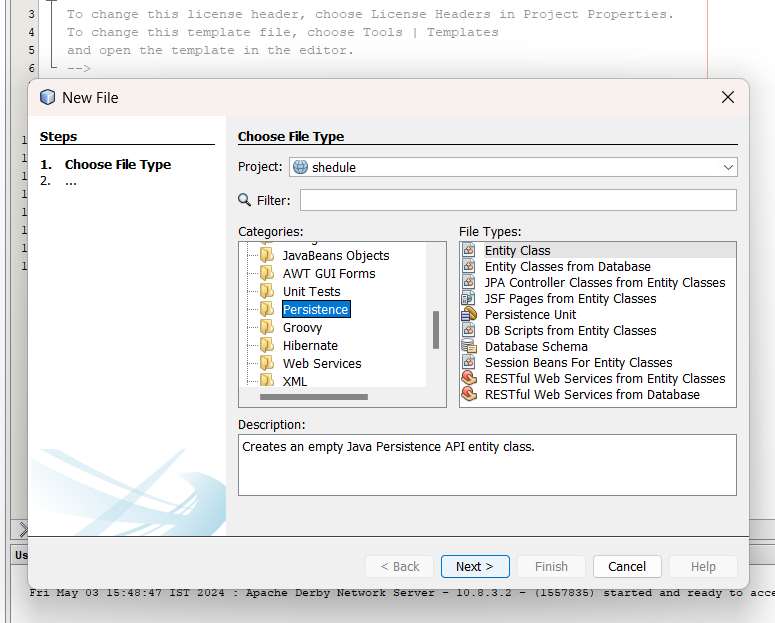 3 To change this license header, choose License Headers in Project Properties.
4 To change this template file, choose Tools | Templates
5 and open the template in the editor.
6 -->
New File
Steps
1. Choose File Type
2. ...
Choose File Type
Project: shedule
Filter:
Categories:
JavaBeans Objects
AWT GUI Forms
Unit Tests
Persistence
Groovy
Hibernate
Web Services
XML
File Types:
Entity Class
Entity Classes from Database
JPA Controller Classes from Entity Classes
JSF Pages from Entity Classes
Persistence Unit
DB Scripts from Entity Classes
Database Schema
Session Beans For Entity Classes
RESTful Web Services from Entity Classes
RESTful Web Services from Database
Description:
Creates an empty Java Persistence API entity class.
< Back Next > Finish Cancel Help
Fri May 03 15:48:47 IST 2024 : Apache Derby Network Server - 10.8.3.2 - (1557835) started and ready to acce